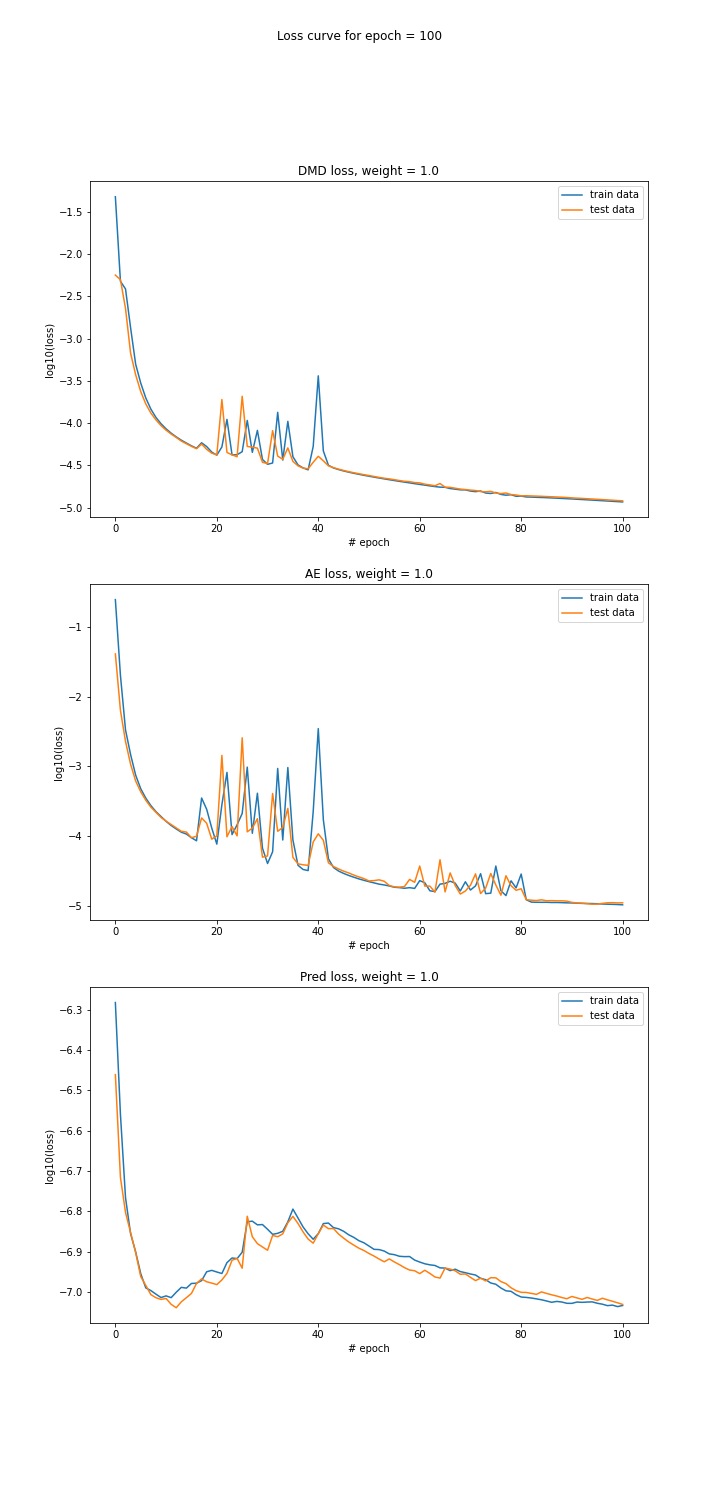 Loss curve for epoch = 100
DMD loss, weight = 1.0
train data
test data
−1.5
−2.0
−2.5
−3.0
−3.5
−4.0
−4.5
−5.0
log10(loss)
0 20 40 60 80 100
# epoch
AE loss, weight = 1.0
train data
test data
−1
−2
−3
−4
−5
log10(loss)
0 20 40 60 80 100
# epoch
Pred loss, weight = 1.0
train data
test data
−6.3
−6.4
−6.5
−6.6
−6.7
−6.8
−6.9
−7.0
log10(loss)
0 20 40 60 80 100
# epoch